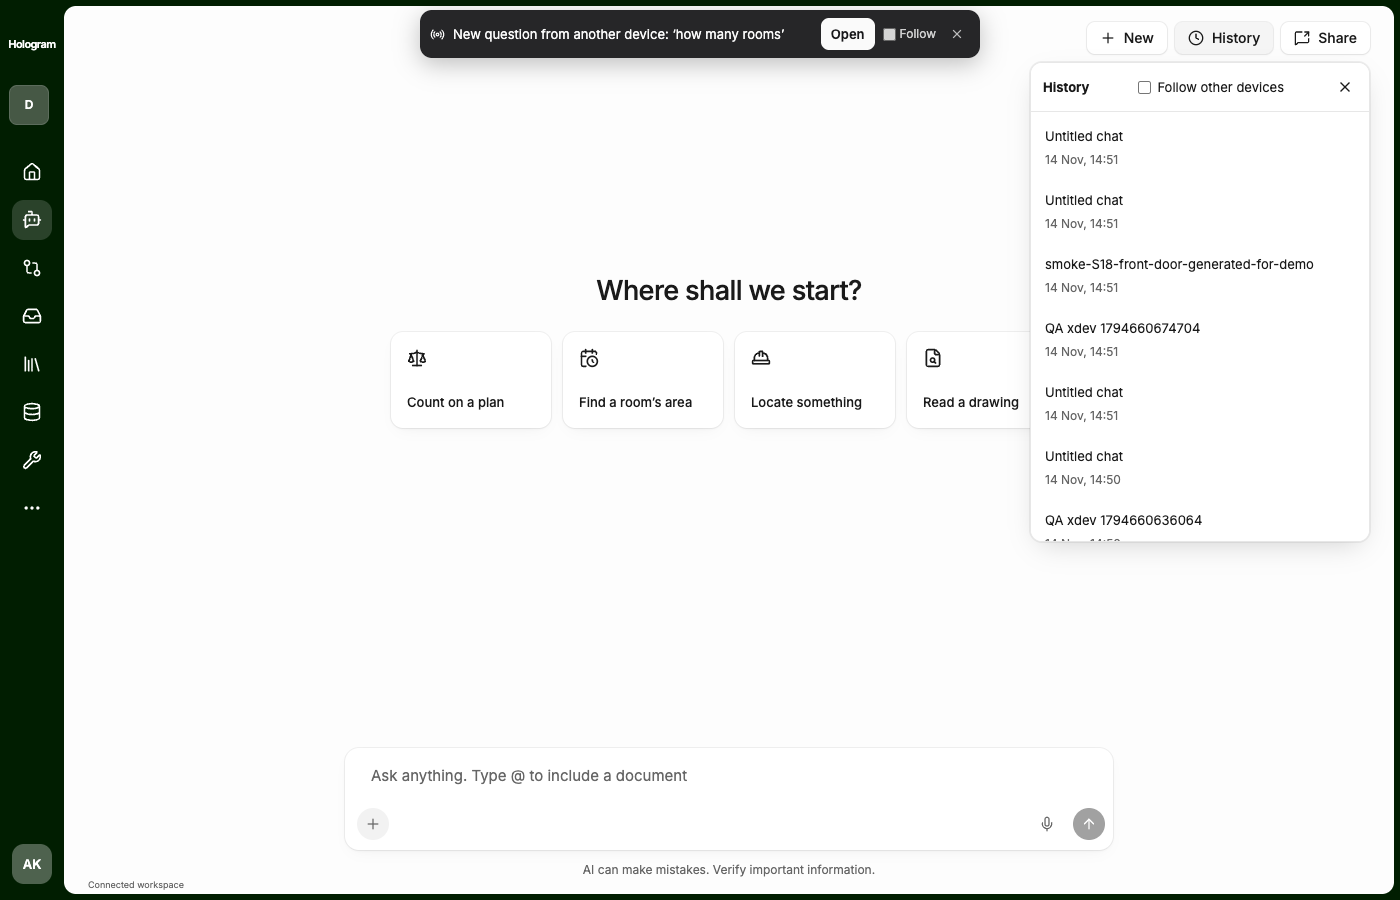 Hologram
New question from another device: ‘how many rooms’
Open
Follow
New
History
Share
D
History
Follow other devices
Untitled chat
14 Nov, 14:51
Untitled chat
14 Nov, 14:51
smoke-S18-front-door-generated-for-demo
14 Nov, 14:51
QA xdev 1794660674704
14 Nov, 14:51
Untitled chat
14 Nov, 14:51
Untitled chat
14 Nov, 14:50
QA xdev 1794660636064
Where shall we start?
Count on a plan
Find a room’s area
Locate something
Read a drawing
Ask anything. Type @ to include a document
AI can make mistakes. Verify important information.
AK
Connected workspace